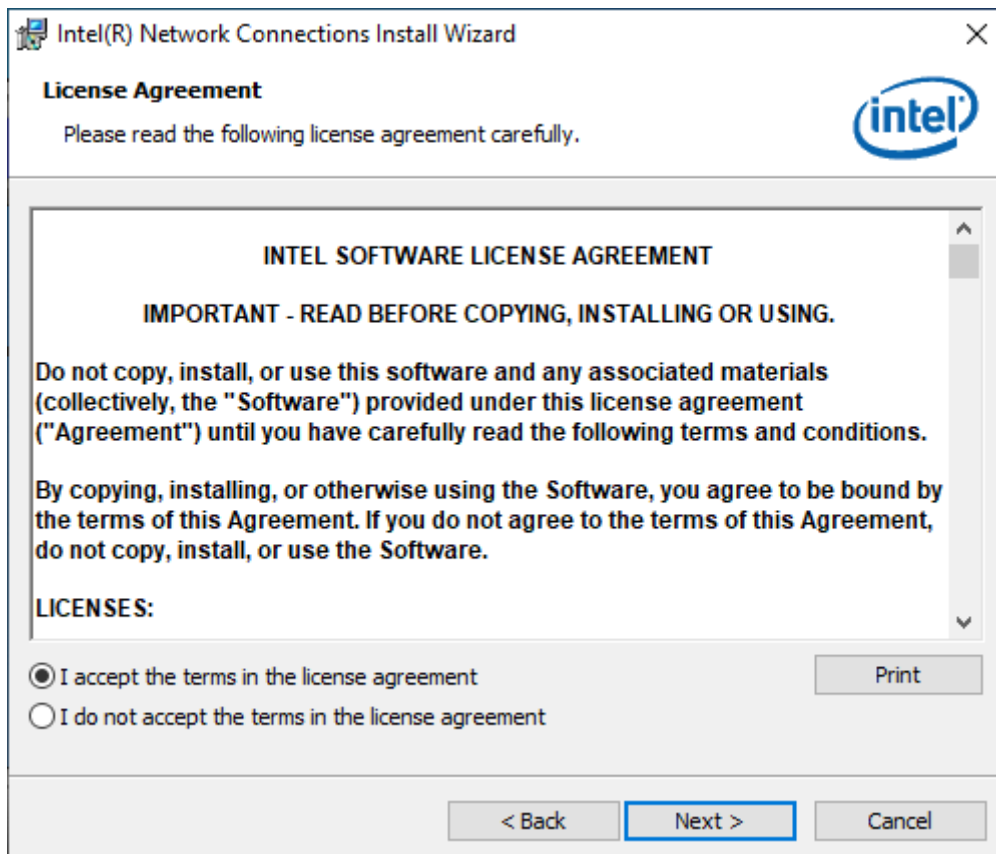 Intel(R) Network Connections Install Wizard
License Agreement
Please read the following license agreement carefully.
intel
INTEL SOFTWARE LICENSE AGREEMENT
IMPORTANT - READ BEFORE COPYING, INSTALLING OR USING.
Do not copy, install, or use this software and any associated materials
(collectively, the "Software") provided under this license agreement
("Agreement") until you have carefully read the following terms and conditions.
By copying, installing, or otherwise using the Software, you agree to be bound by
the terms of this Agreement. If you do not agree to the terms of this Agreement,
do not copy, install, or use the Software.
LICENSES:
I accept the terms in the license agreement
Print
I do not accept the terms in the license agreement
< Back
Next >
Cancel